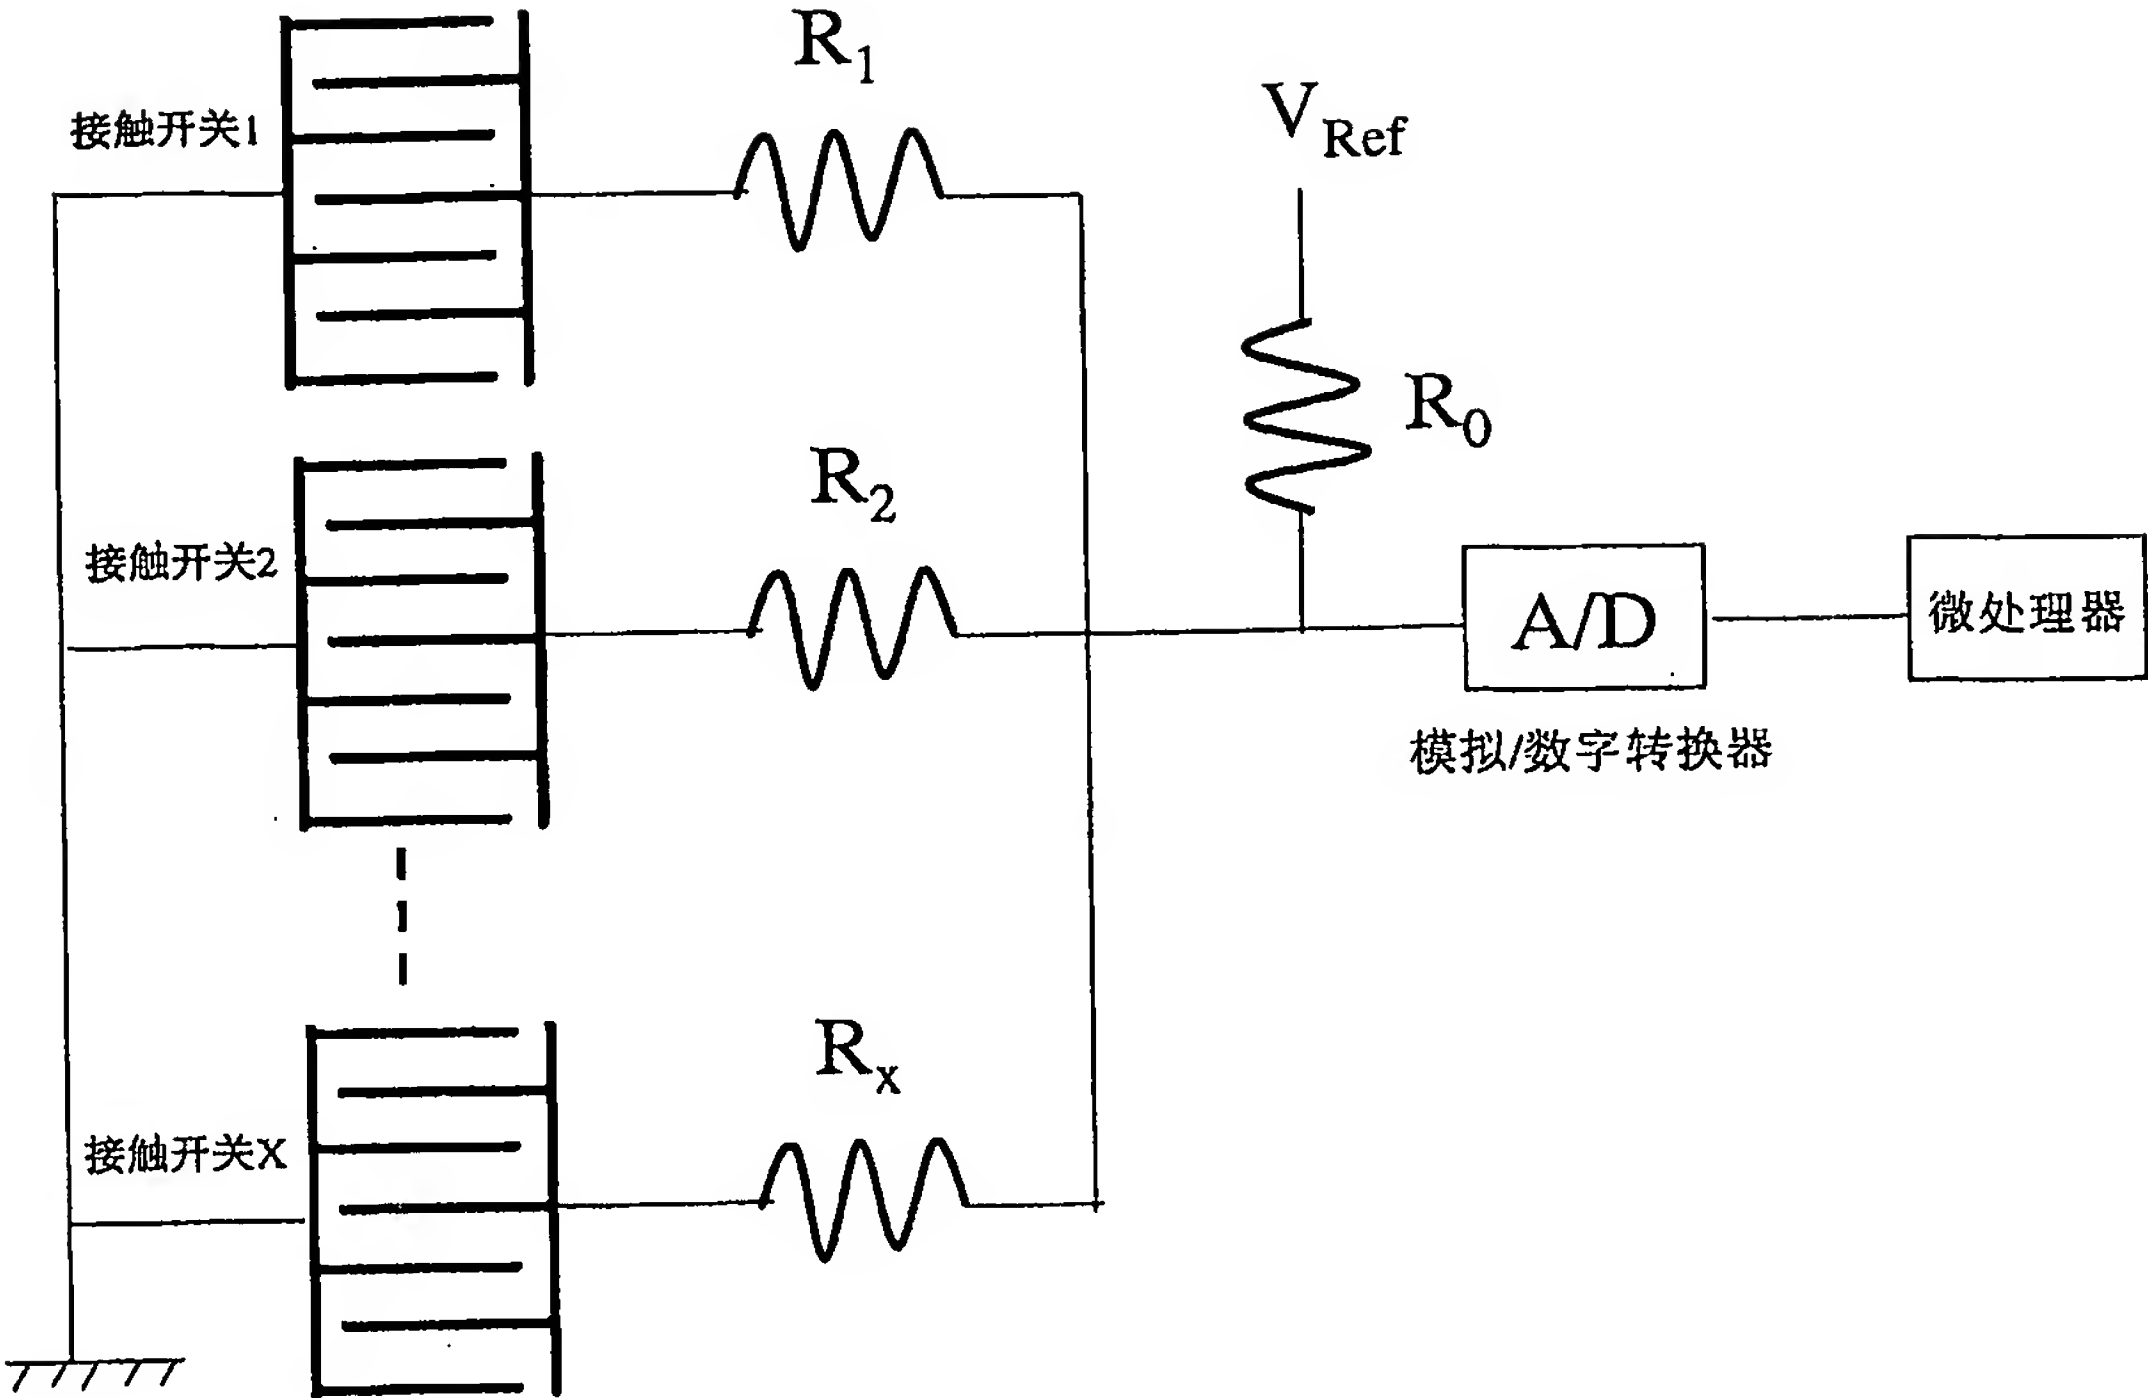 R1
接触开关1
VRef
R0
R2
接触开关2
A/D
微处理器
模拟/数字转换器
Rx
接触开关X